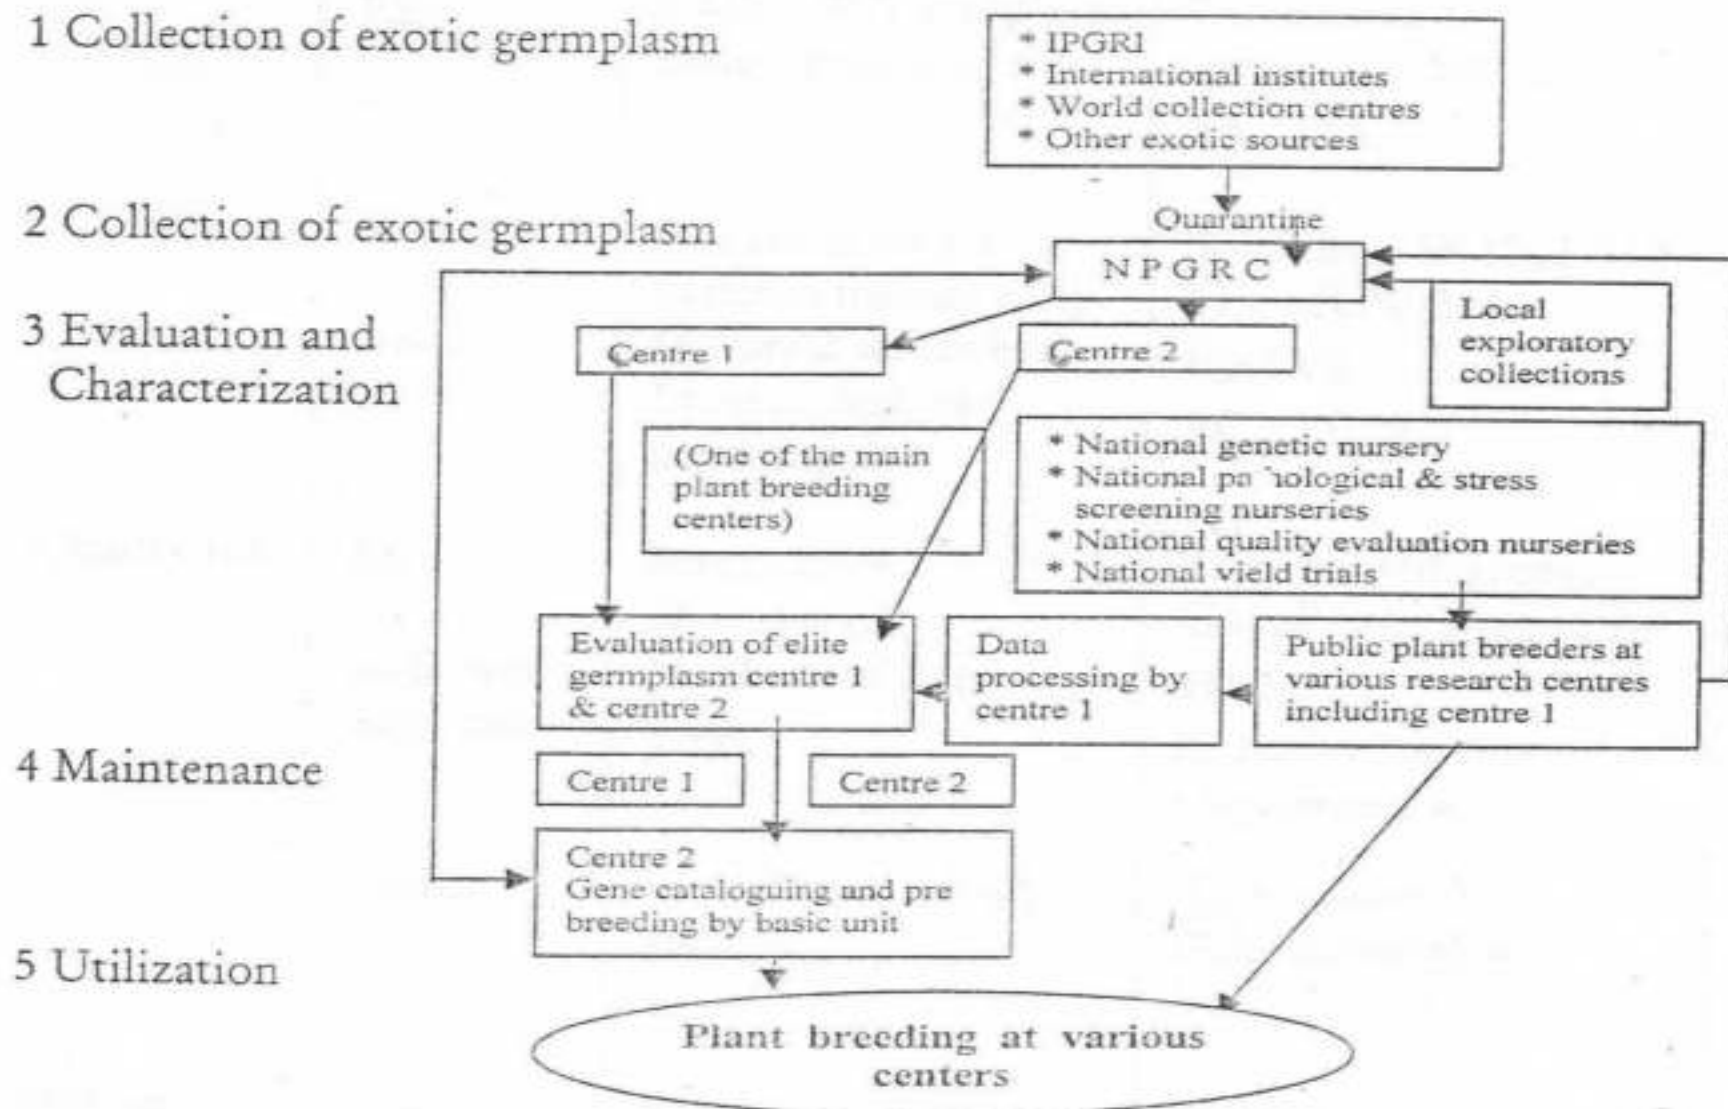 1 Collection of exotic germplasm
* IPGRI
* International institutes
* World collection centres
* Other exotic sources
2 Collection of exotic germplasm
Quarantine
N P G R C
3 Evaluation and
Characterization
Centre 1
Centre 2
Local
exploratory
collections
(One of the main
plant breeding
centers)
* National genetic nursery
* National & stress
screening nurseries
* National quality evaluation nurseries
* National yield trials
Evaluation of elite
germplasm centre 1
& centre 2
Data
processing by
centre 1
Public plant breeders at
various research centres
including centre 1
4 Maintenance
Centre 1
Centre 2
Centre 2
Gene cataloguing and pre
breeding by basic unit
5 Utilization
Plant breeding at various
centers